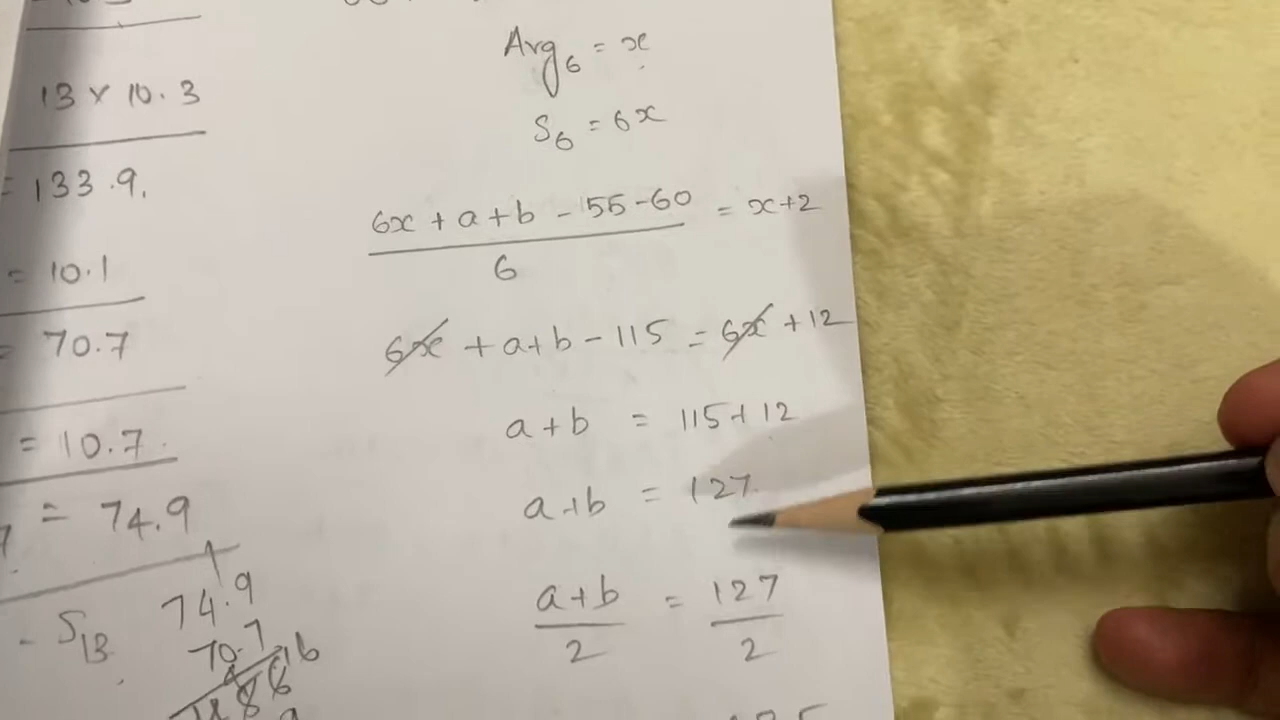 13 × 10.3
= 133.9.
= 10.1
= 70.7
= 10.7.
= 74.9
- S13
74.9
70.7
Avg6 = x
S6 = 6x
6x + a + b - 55 - 60 = x + 2
6
6x + a + b - 115 = 6x + 12
a + b = 115 + 12
a + b = 127
a + b = 127
2 2